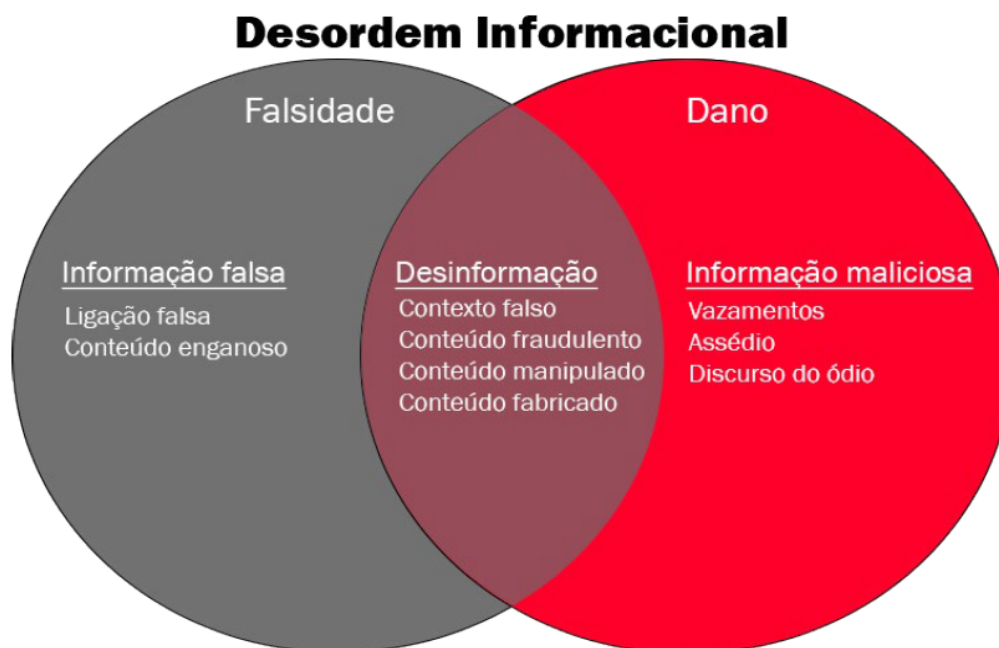 Desordem Informacional
Falsidade
Dano
Informação falsa
Ligação falsa
Conteúdo enganoso
Desinformação
Contexto falso
Conteúdo fraudulento
Conteúdo manipulado
Conteúdo fabricado
Informação maliciosa
Vazamentos
Assédio
Discurso do ódio